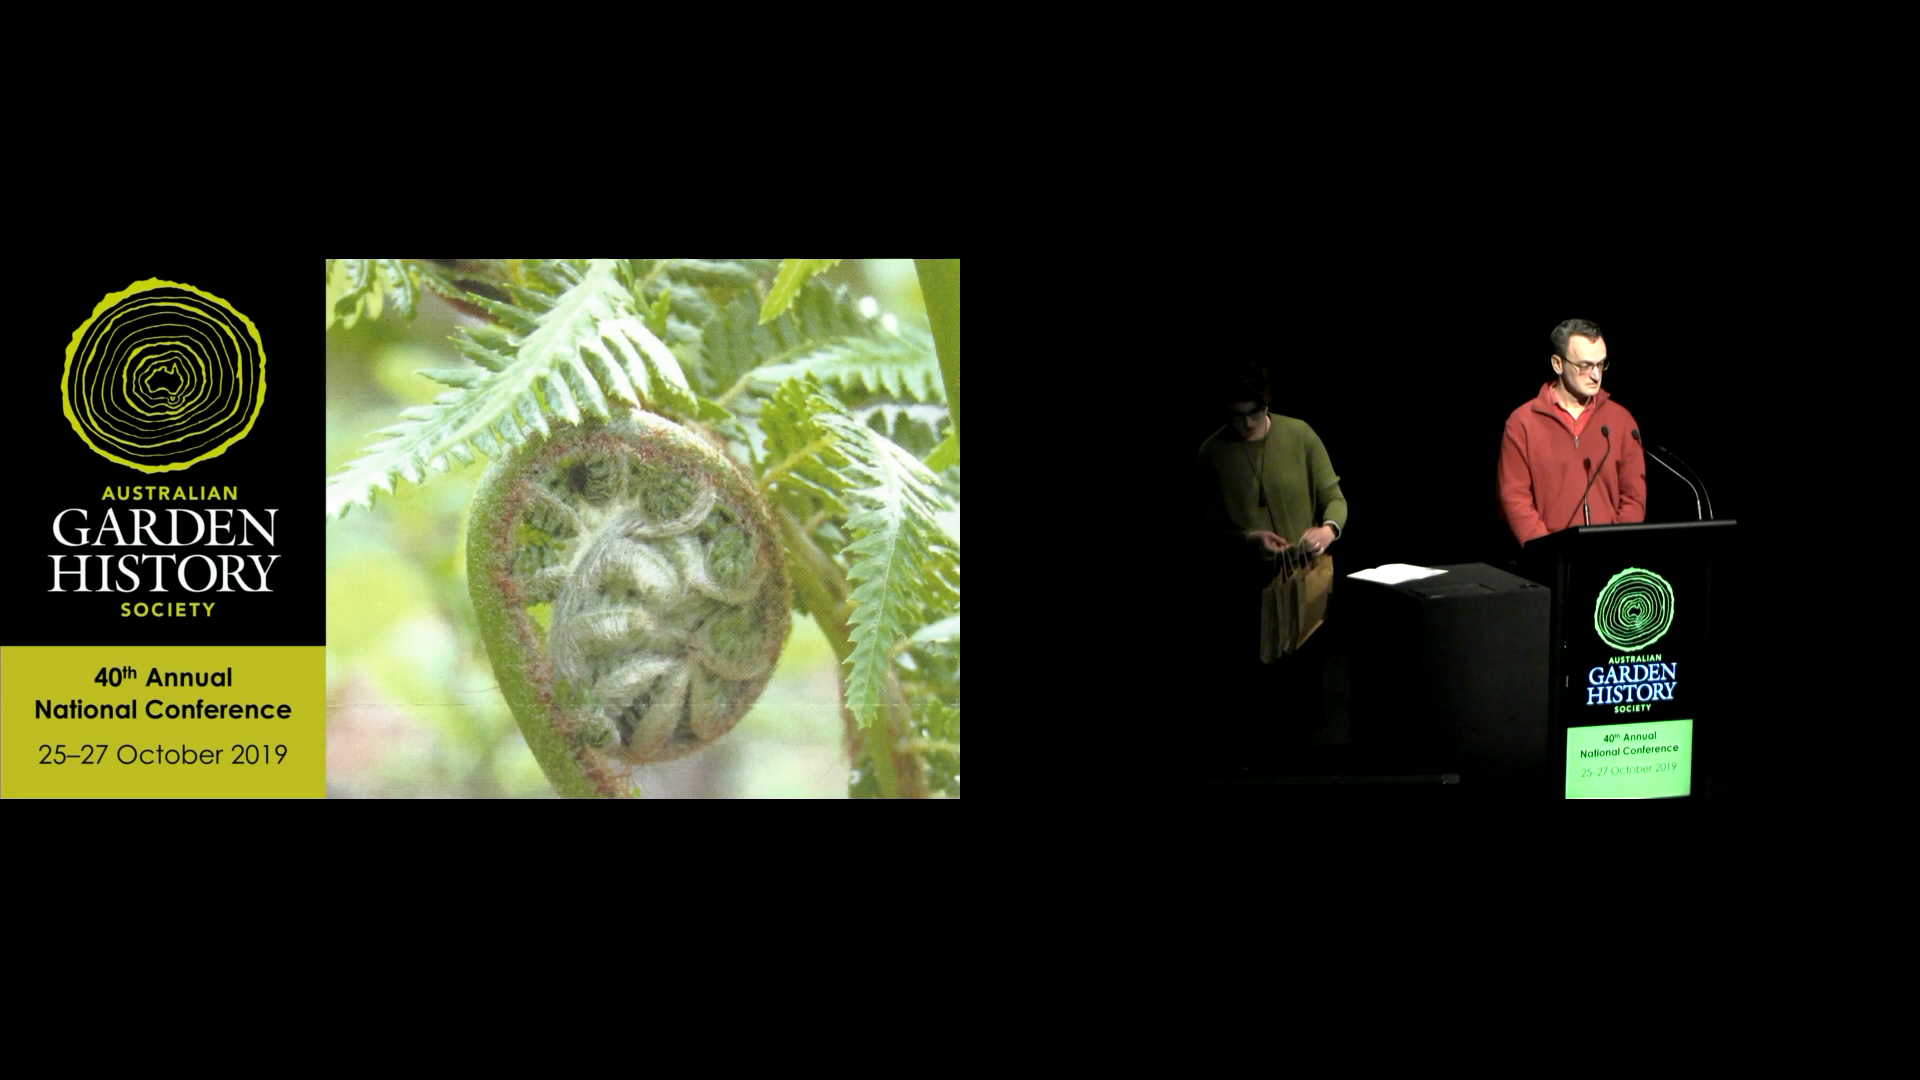 AUSTRALIAN
GARDEN
HISTORY
SOCIETY
40th Annual
National Conference
25–27 October 2019
AUSTRALIAN
GARDEN
HISTORY
SOCIETY
40th Annual
National Conference
25-27 October 2019